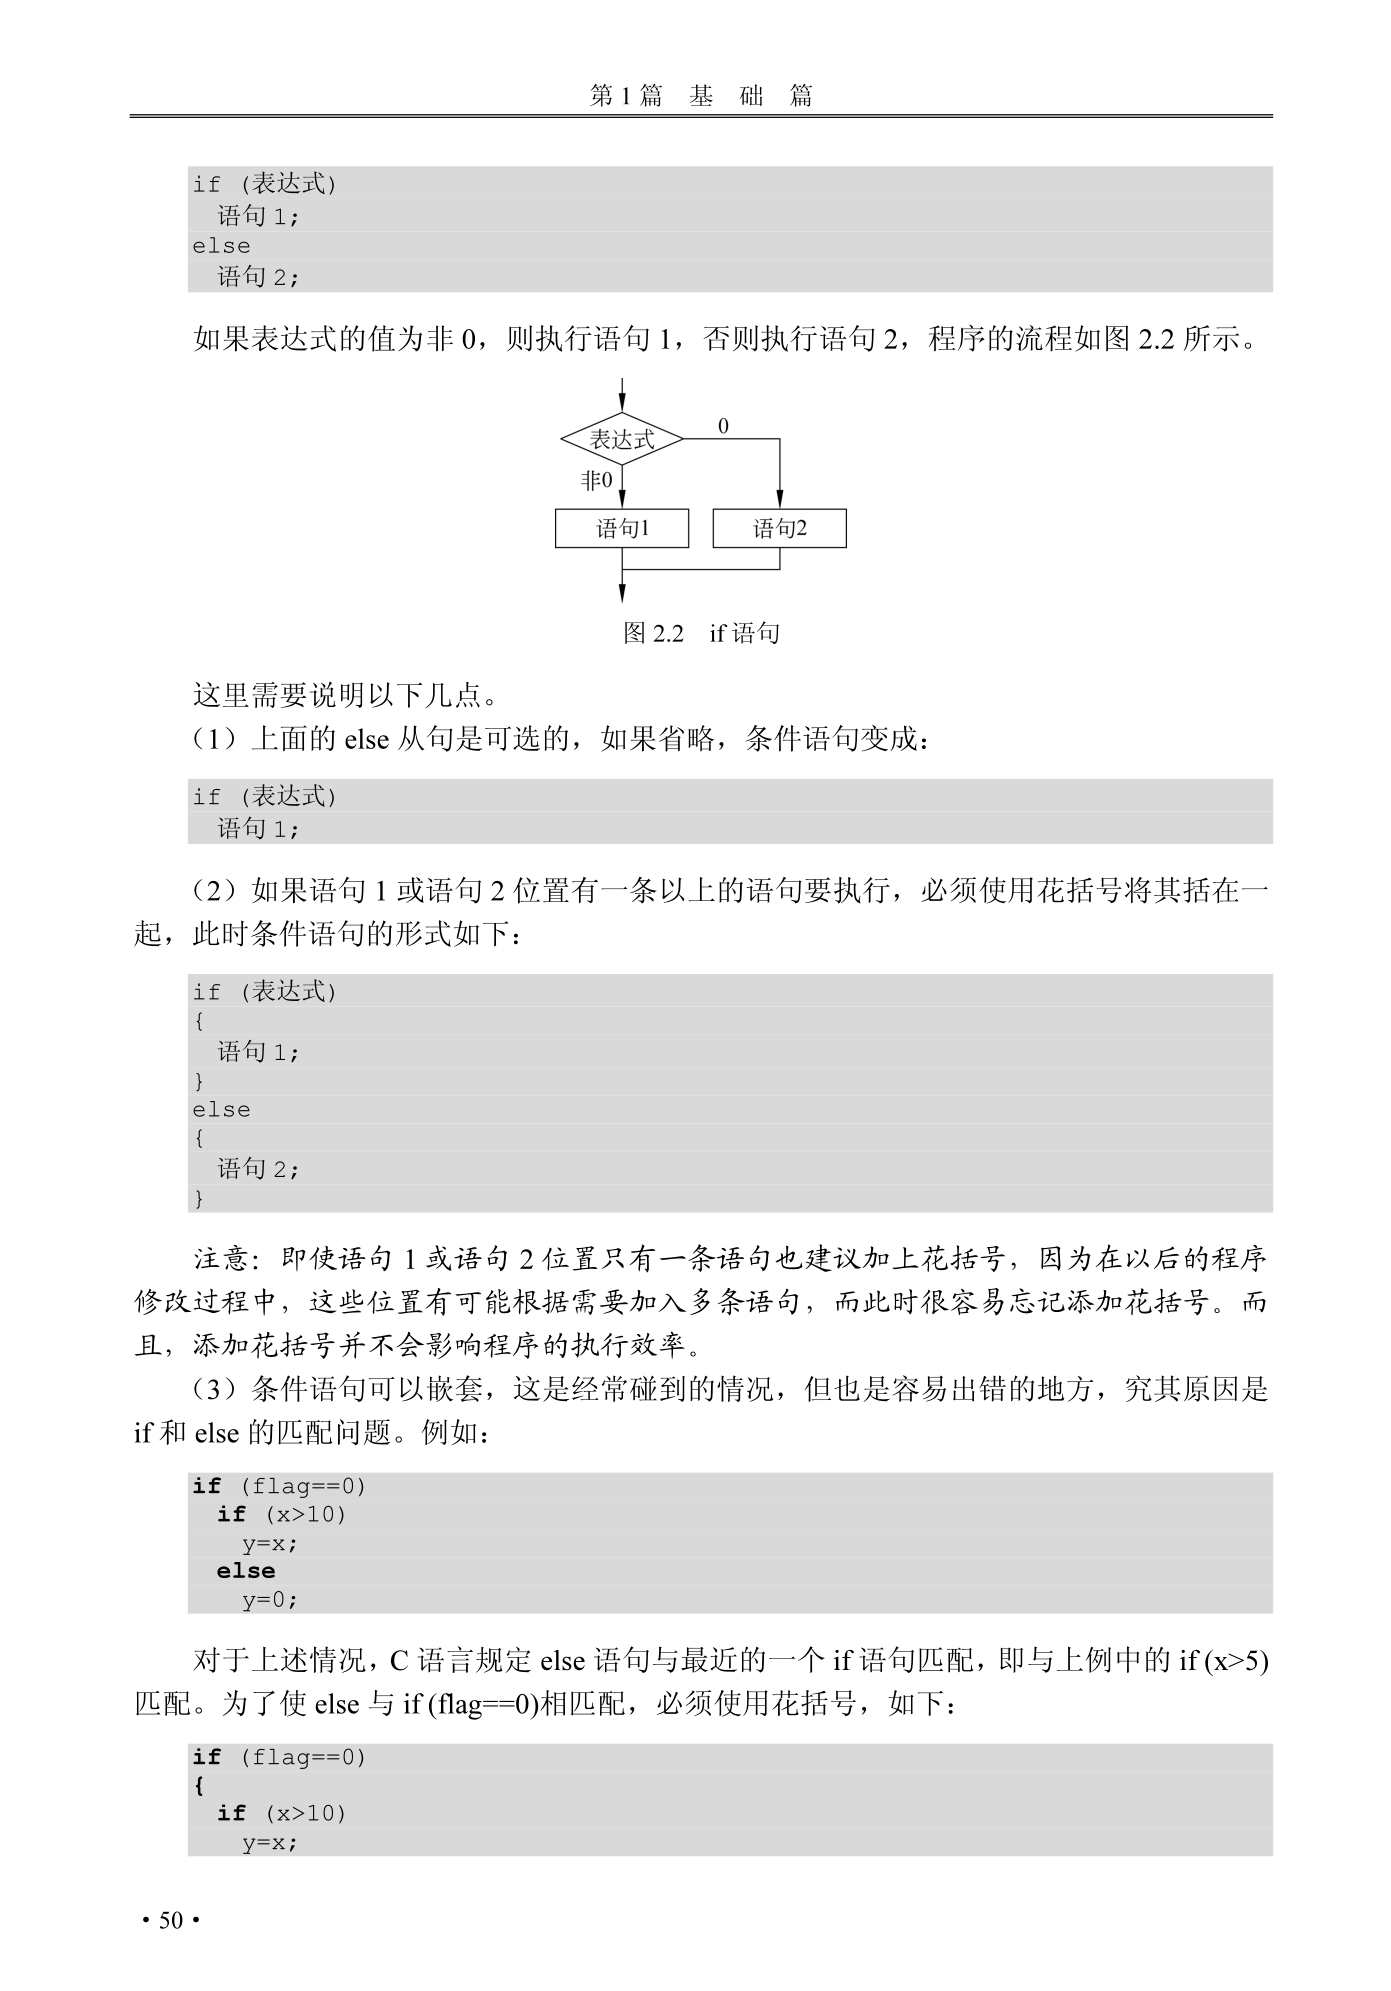 第 1 篇　基　础　篇
if (表达式)
  语句 1;
else
  语句 2;
如果表达式的值为非 0，则执行语句 1，否则执行语句 2，程序的流程如图 2.2 所示。
表达式
0
非0
语句1
语句2
图 2.2　if 语句
这里需要说明以下几点。
（1）上面的 else 从句是可选的，如果省略，条件语句变成：
if (表达式)
  语句 1;
（2）如果语句 1 或语句 2 位置有一条以上的语句要执行，必须使用花括号将其括在一
起，此时条件语句的形式如下：
if (表达式)
{
  语句 1;
}
else
{
  语句 2;
}
注意：即使语句 1 或语句 2 位置只有一条语句也建议加上花括号，因为在以后的程序
修改过程中，这些位置有可能根据需要加入多条语句，而此时很容易忘记添加花括号。而
且，添加花括号并不会影响程序的执行效率。
（3）条件语句可以嵌套，这是经常碰到的情况，但也是容易出错的地方，究其原因是
if 和 else 的匹配问题。例如：
if (flag==0)
  if (x>10)
    y=x;
  else
    y=0;
对于上述情况，C 语言规定 else 语句与最近的一个 if 语句匹配，即与上例中的 if (x>5)
匹配。为了使 else 与 if (flag==0)相匹配，必须使用花括号，如下：
if (flag==0)
{
  if (x>10)
    y=x;
· 50 ·